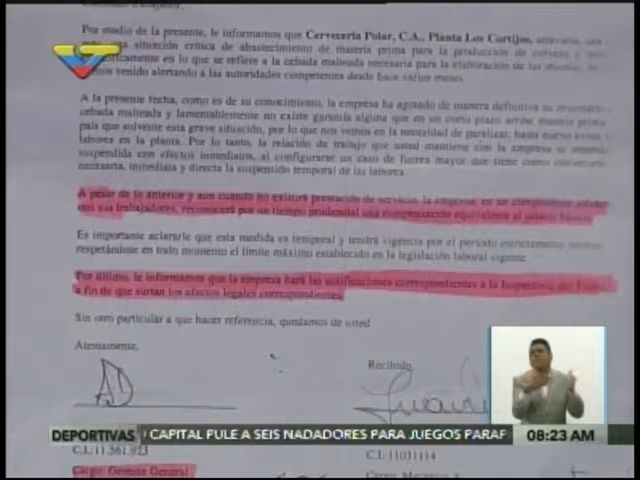 Por medio de la presente, le informamos que Cervecería Polar, C.A., Planta Los Cortijos,
situación crítica de abastecimiento de materia prima para la producción de cerveza
en lo que se refiere a la cebada malteada necesaria para la elaboración de
venido alertando a las autoridades competentes desde hace varios meses.
A la presente fecha, como es de su conocimiento, la empresa ha agotado de manera definitiva su
cebada malteada y lamentablemente no existe garantía alguna que en un corto plazo arribe materia
país que solvente esta grave situación, por lo que nos vemos en la necesidad de paralizar, hasta nuevo aviso
labores en la planta. Por lo tanto, la relación de trabajo que usted mantiene con la empresa se
suspendida con efectos inmediatos, al configurarse un caso de fuerza mayor que tiene como
necesaria, inmediata y directa la suspensión temporal de las labores.
A pesar de lo anterior y aun cuando no existirá prestación de servicio, la empresa, en su compromiso
con sus trabajadores, reconocerá por un tiempo prudencial una compensación equivalente al salario
Es importante aclararle que esta medida es temporal y tendrá vigencia por el período estrictamente
respetándose en todo momento el límite máximo establecido en la legislación laboral vigente.
Por último, le informamos que la empresa hará las notificaciones correspondientes a la Inspectoría
a fin de que surtan los efectos legales correspondientes.
Sin otro particular a que hacer referencia, quedamos de usted
Atentamente,
Recibido
AD
DEPORTIVAS CAPITAL PULE A SEIS NADADORES PARA JUEGOS PARAF 08:23 AM
C.I.:11.561.923
C.I. 11031114
Cargo: Gerente General